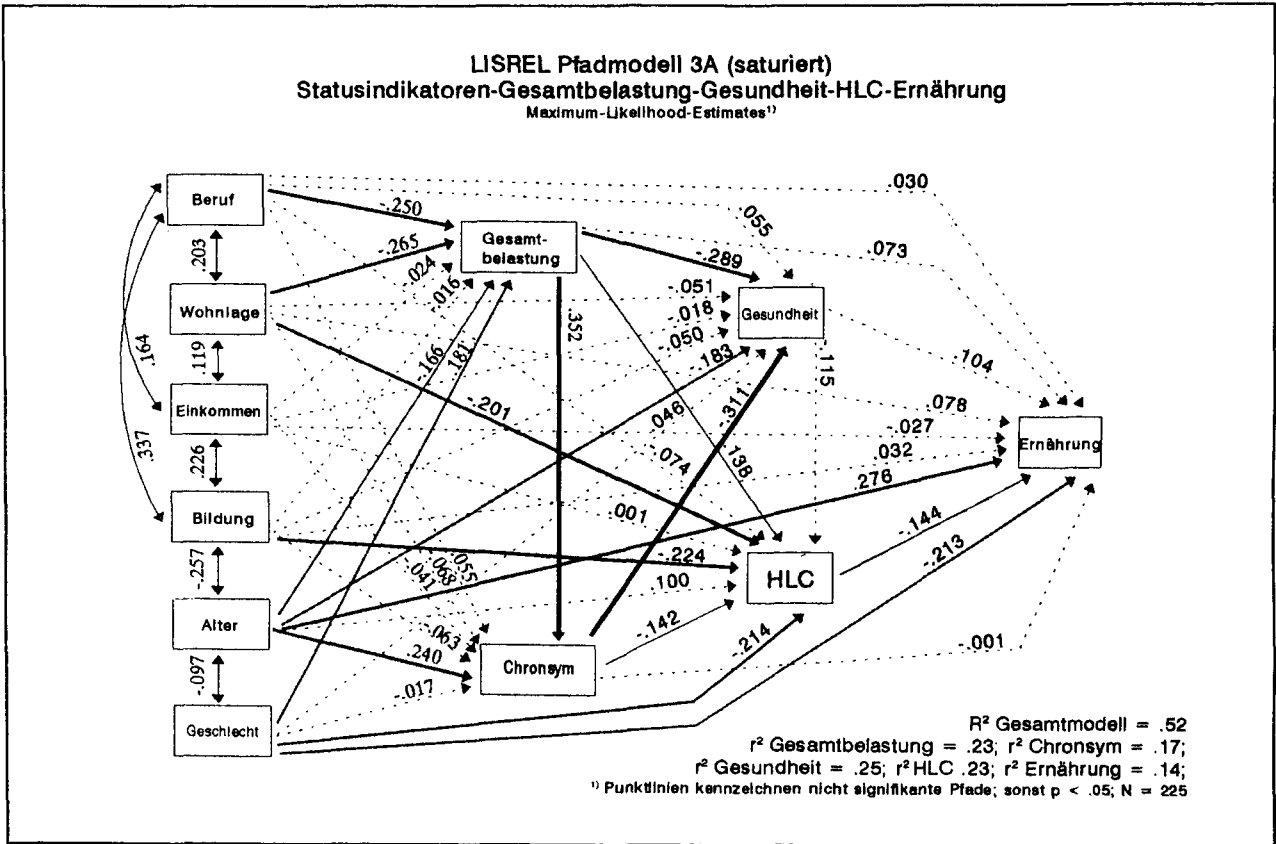 LISREL Pfadmodell 3A (saturiert)
Statusindikatoren-Gesamtbelastung-Gesundheit-HLC-Ernährung
Maximum-Likelihood-Estimates¹⁾
Beruf
Wohnlage
Einkommen
Bildung
Alter
Geschlecht
.203
.119
.226
-.257
-.097
.164
.337
Gesamt-
belastung
-.250
-.265
-.024
-.016
-.166
.181
.352
Gesundheit
-.289
.055
-.051
-.018
-.050
-.183
.046
-.311
HLC
-.201
-.074
.138
-.115
.001
-.224
.100
-.142
-.214
Chronsym
.055
.068
-.041
-.063
.240
-.017
Ernährung
.030
.073
.104
.078
-.027
.032
.276
-.144
-.213
-.001
R² Gesamtmodell = .52
r² Gesamtbelastung = .23; r² Chronsym = .17;
r² Gesundheit = .25; r² HLC .23; r² Ernährung = .14;
¹⁾ Punktlinien kennzeichnen nicht signifikante Pfade; sonst p < .05; N = 225